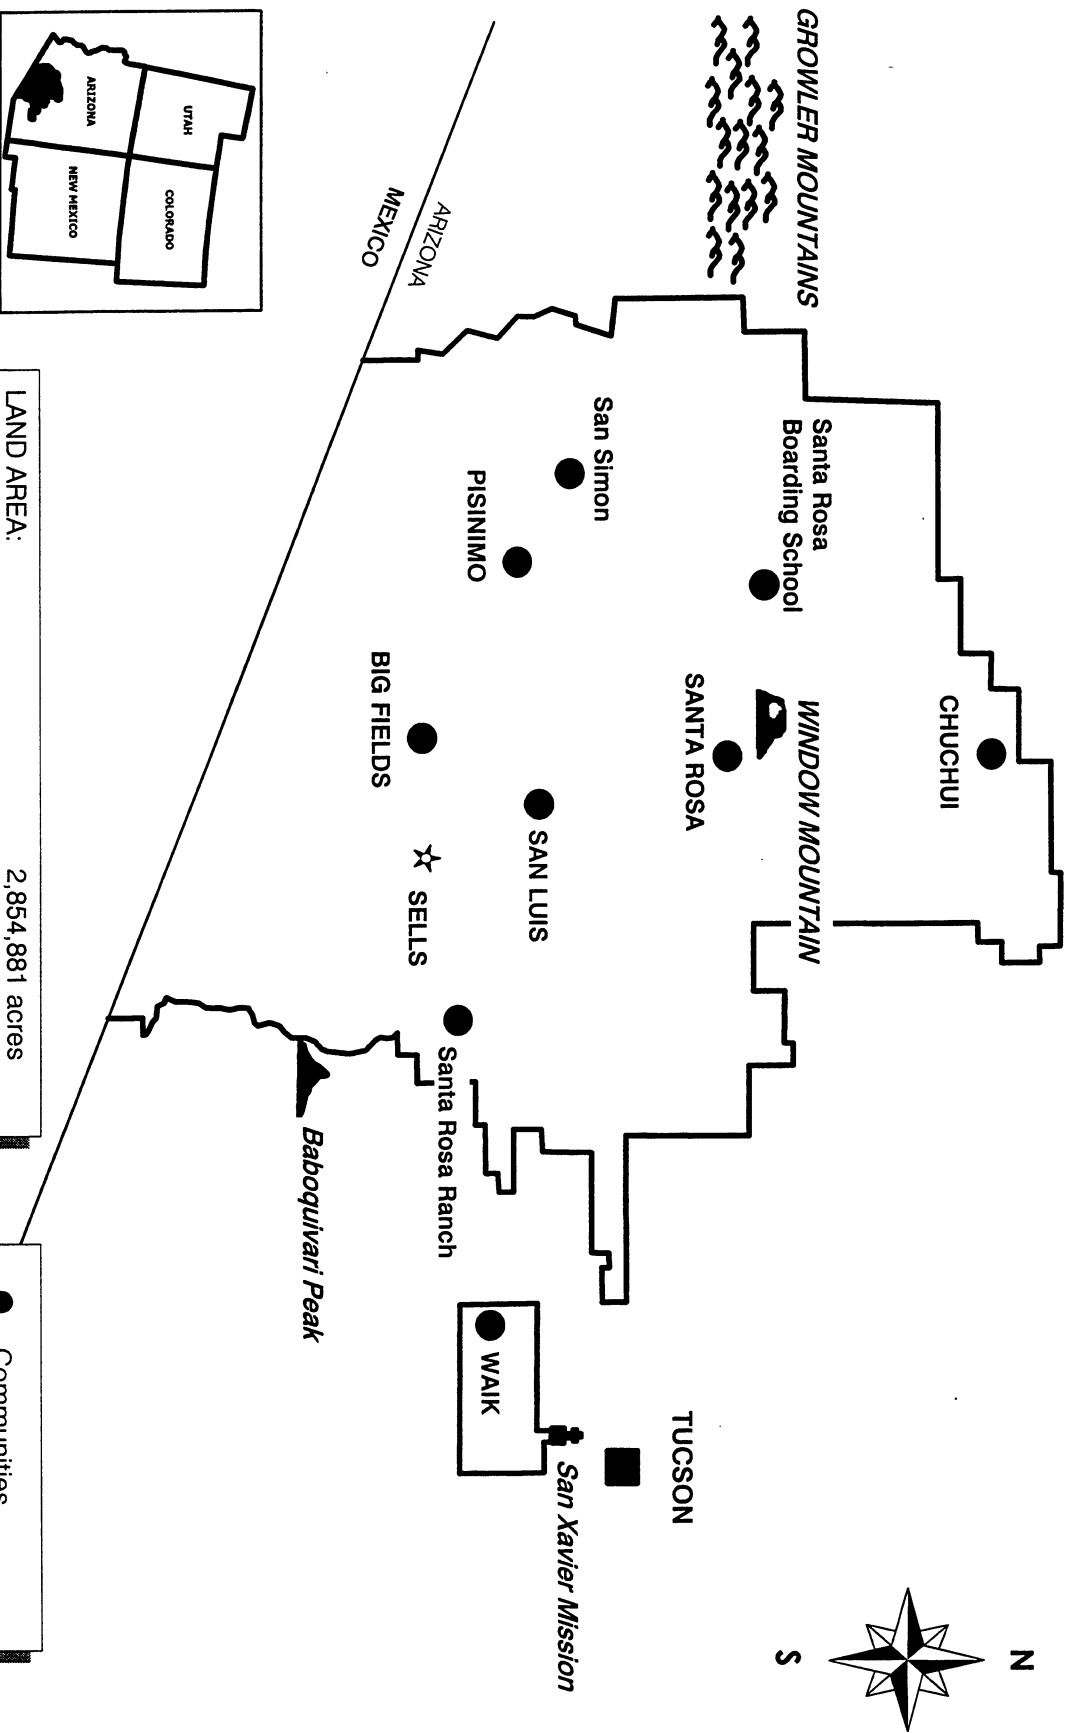 GROWLER MOUNTAINS
N
S
CHUCHUI
Santa Rosa
Boarding School
WINDOW MOUNTAIN
SANTA ROSA
TUCSON
San Simon
San Xavier Mission
SAN LUIS
PISINIMO
WAIK
ARIZONA
MEXICO
SELLS
Santa Rosa Ranch
BIG FIELDS
Baboquivari Peak
UTAH
COLORADO
ARIZONA
NEW MEXICO
LAND AREA: 2,854,881 acres
Communities